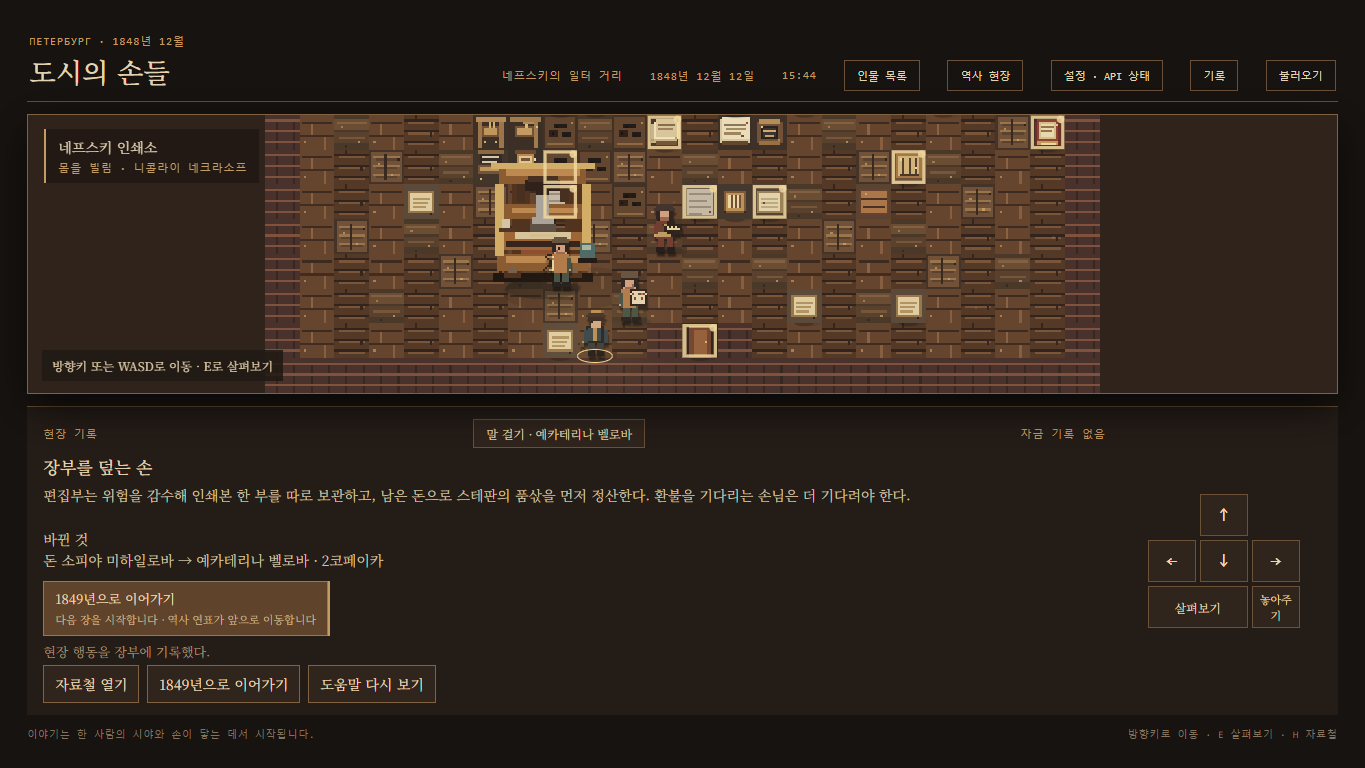 ПЕТЕРБУРГ · 1848년 12월
도시의 손들
네프스키의 일터 거리
1848년 12월 12일
15:44
인물 목록
역사 현장
설정 · API 상태
기록
불러오기
네프스키 인쇄소
몸을 빌림 · 니콜라이 네크라소프
방향키 또는 WASD로 이동 · E로 살펴보기
현장 기록
말 걸기 · 예카테리나 벨로바
자금 기록 없음
장부를 덮는 손
편집부는 위험을 감수해 인쇄본 한 부를 따로 보관하고, 남은 돈으로 스테판의 품삯을 먼저 정산한다. 환불을 기다리는 손님은 더 기다려야 한다.
바뀐 것
돈 소피야 미하일로바 → 예카테리나 벨로바 · 2코페이카
1849년으로 이어가기
다음 장을 시작합니다 · 역사 연표가 앞으로 이동합니다
현장 행동을 장부에 기록했다.
자료철 열기
1849년으로 이어가기
도움말 다시 보기
↑
← ↓ →
살펴보기
놓아주
기
이야기는 한 사람의 시야와 손이 닿는 데서 시작됩니다.
방향키로 이동 · E 살펴보기 · H 자료철